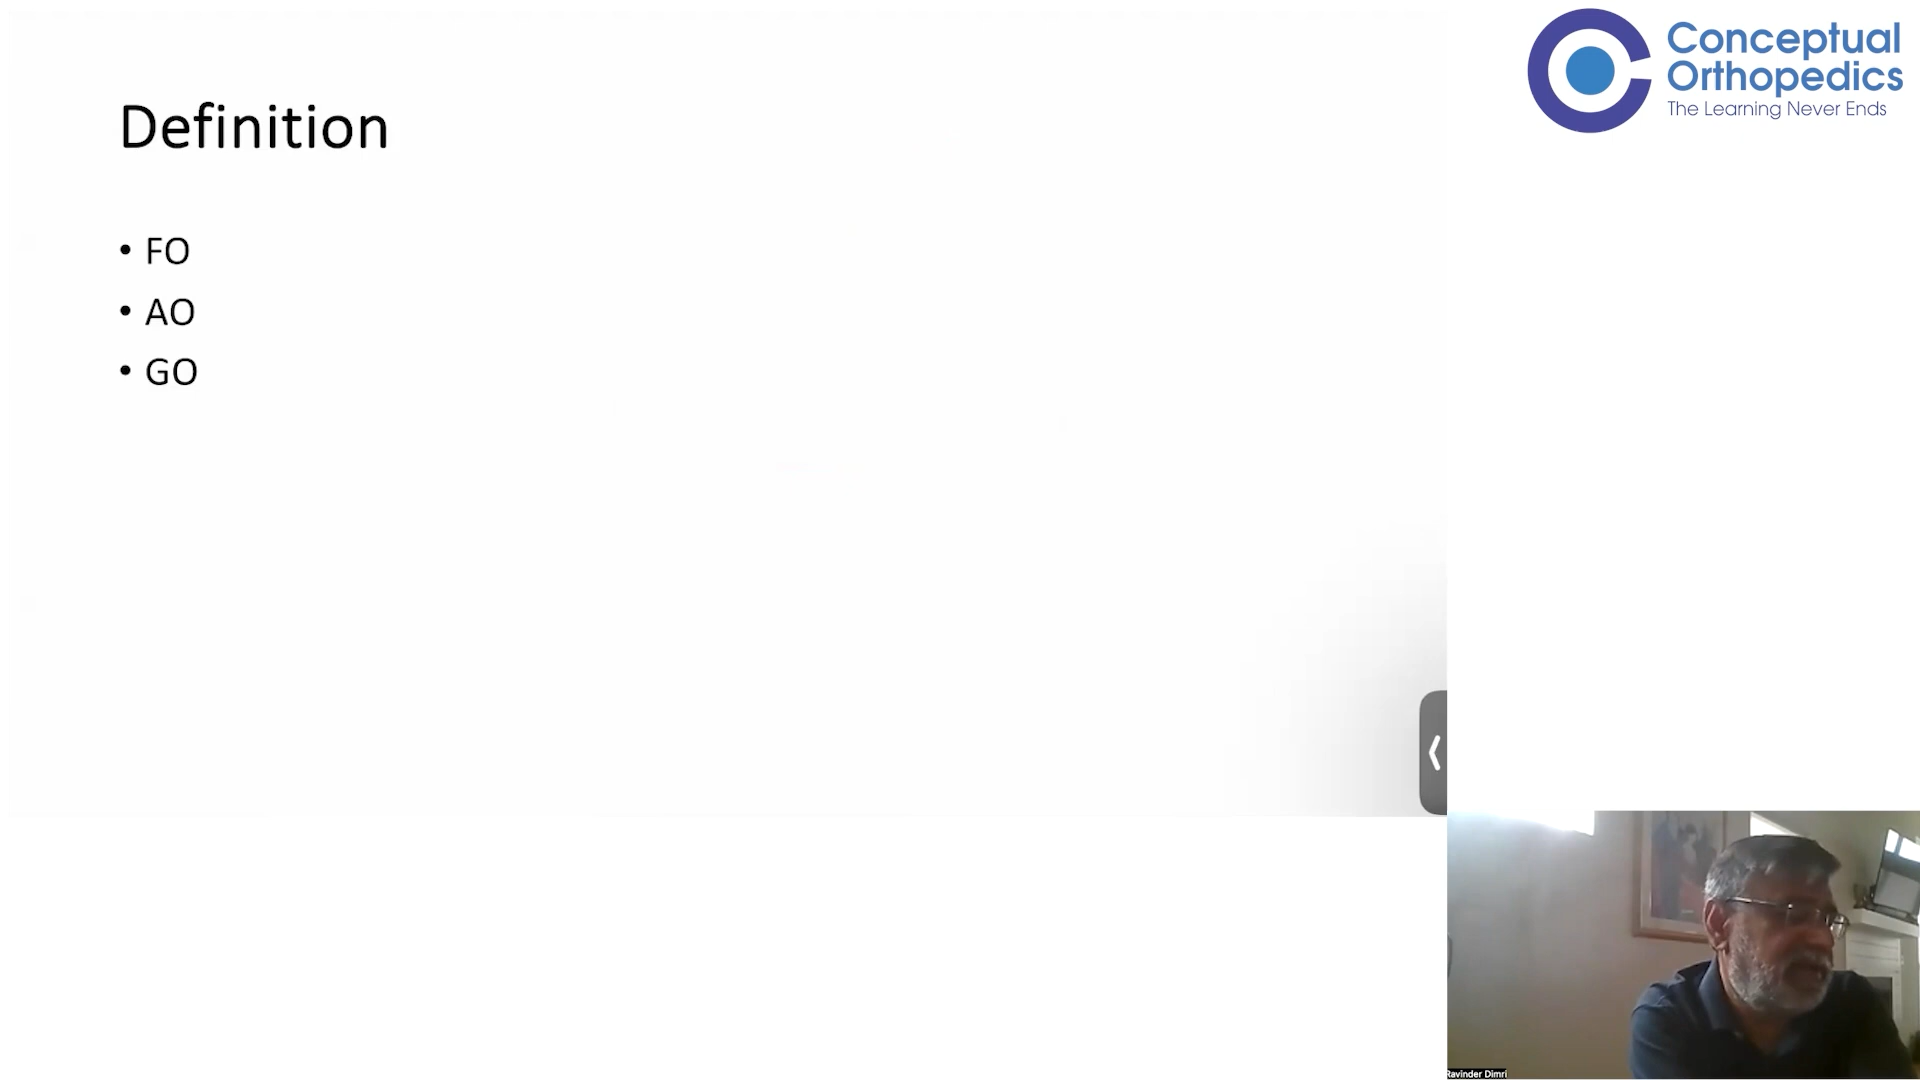 Definition
• FO
• AO
• GO
Conceptual
Orthopedics
The Learning Never Ends
Ravinder Dimri